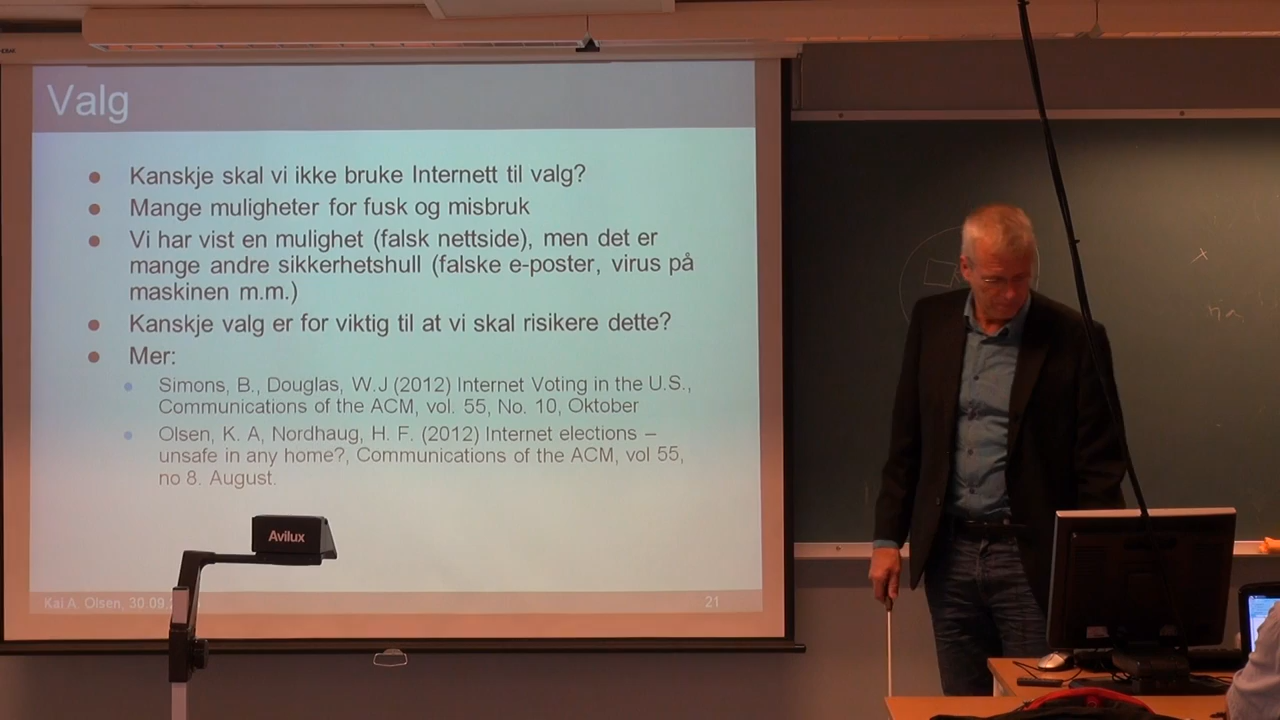 Valg
Kanskje skal vi ikke bruke Internett til valg?
Mange muligheter for fusk og misbruk
Vi har vist en mulighet (falsk nettside), men det er
mange andre sikkerhetshull (falske e-poster, virus på
maskinen m.m.)
Kanskje valg er for viktig til at vi skal risikere dette?
Mer:
Simons, B., Douglas, W.J (2012) Internet Voting in the U.S.,
Communications of the ACM, vol. 55, No. 10, Oktober
Olsen, K. A, Nordhaug, H. F. (2012) Internet elections –
unsafe in any home?, Communications of the ACM, vol 55,
no 8. August.
Avilux
Kai A. Olsen, 30.09.
21